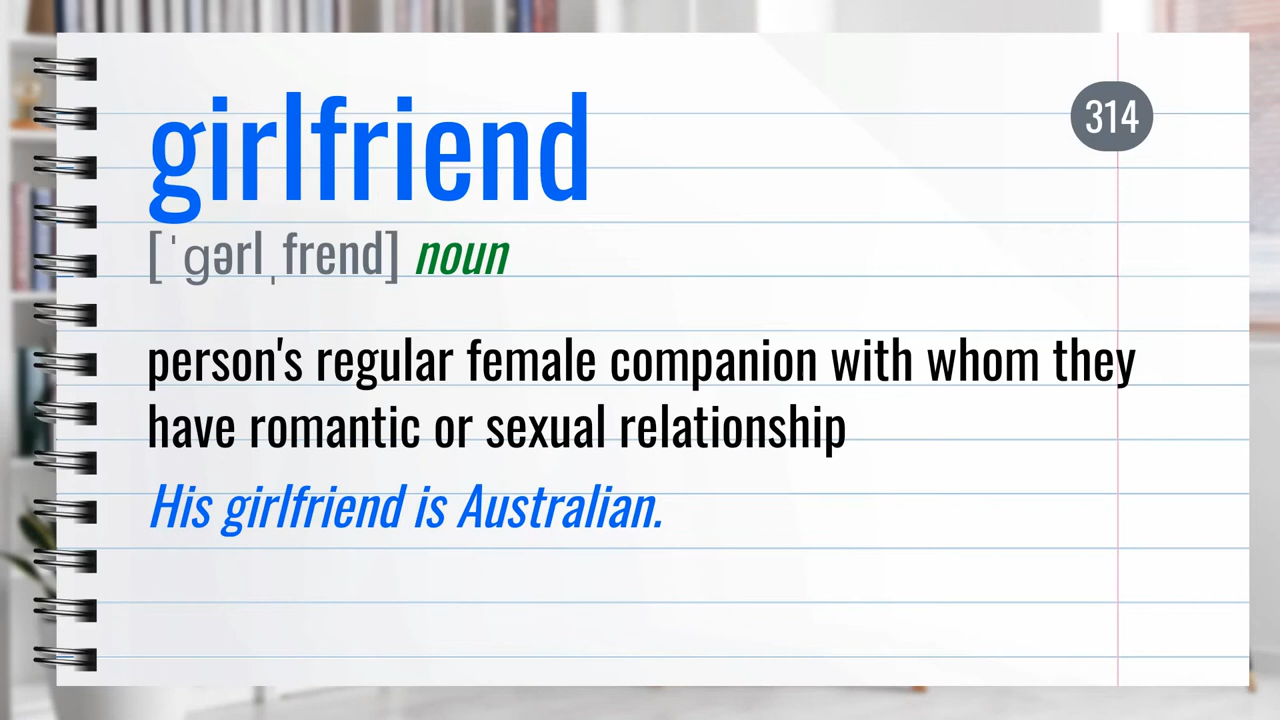 girlfriend
314
[ˈgərlˌfrend] noun
person's regular female companion with whom they
have romantic or sexual relationship
His girlfriend is Australian.